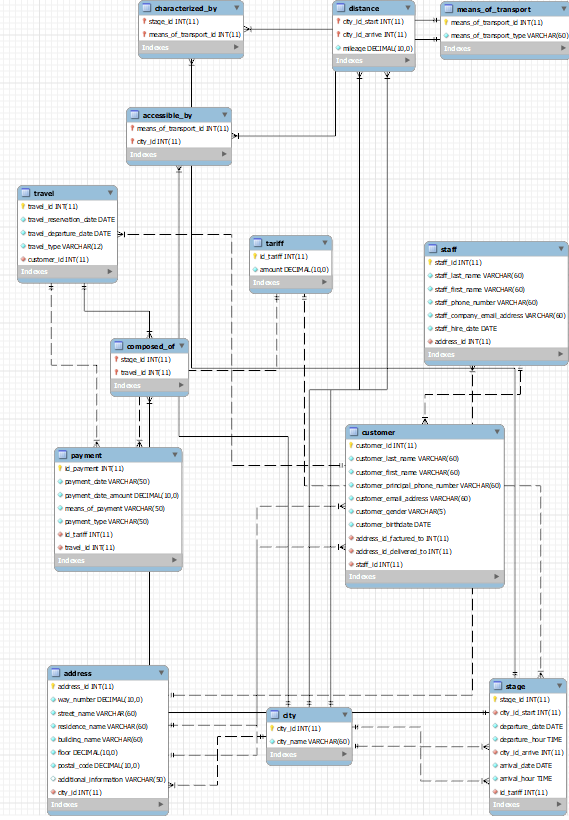 characterized_by
stage_id INT(11)
means_of_transport_id INT(11)
Indexes
distance
city_id_start INT(11)
city_id_arrive INT(11)
mileage DECIMAL(10,0)
Indexes
means_of_transport
means_of_transport_id INT(11)
means_of_transport_type VARCHAR(60)
Indexes
accessible_by
means_of_transport_id INT(11)
city_id INT(11)
Indexes
travel
travel_id INT(11)
travel_reservation_date DATE
travel_departure_date DATE
travel_type VARCHAR(12)
customer_id INT(11)
Indexes
tariff
id_tariff INT(11)
amount DECIMAL(10,0)
Indexes
staff
staff_id INT(11)
staff_last_name VARCHAR(60)
staff_first_name VARCHAR(60)
staff_phone_number VARCHAR(60)
staff_company_email_address VARCHAR(60)
staff_hire_date DATE
address_id INT(11)
Indexes
composed_of
stage_id INT(11)
travel_id INT(11)
Indexes
customer
customer_id INT(11)
customer_last_name VARCHAR(60)
customer_first_name VARCHAR(60)
customer_principal_phone_number VARCHAR(60)
customer_email_address VARCHAR(60)
customer_gender VARCHAR(5)
customer_birthdate DATE
address_id_factured_to INT(11)
address_id_delivered_to INT(11)
staff_id INT(11)
Indexes
payment
id_payment INT(11)
payment_date VARCHAR(50)
payment_date_amount DECIMAL(10,0)
means_of_payment VARCHAR(50)
payment_type VARCHAR(50)
id_tariff INT(11)
travel_id INT(11)
Indexes
address
address_id INT(11)
way_number DECIMAL(10,0)
street_name VARCHAR(60)
residence_name VARCHAR(60)
building_name VARCHAR(60)
floor DECIMAL(10,0)
postal_code DECIMAL(10,0)
additional_information VARCHAR(50)
city_id INT(11)
Indexes
city
city_id INT(11)
city_name VARCHAR(60)
Indexes
stage
stage_id INT(11)
city_id_start INT(11)
departure_date DATE
departure_hour TIME
city_id_arrive INT(11)
arrival_date DATE
arrival_hour TIME
id_tariff INT(11)
Indexes